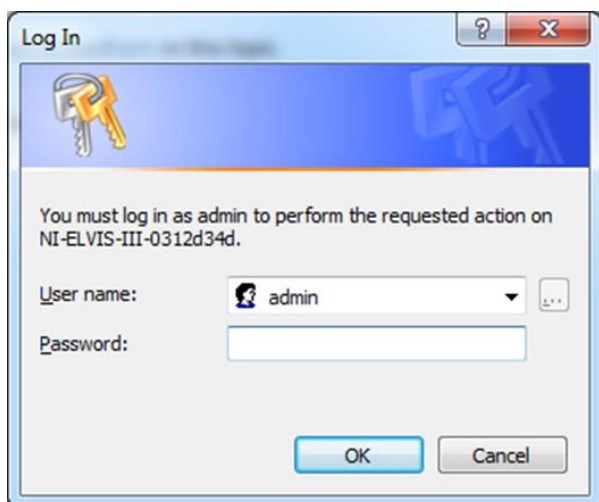 Log In
You must log in as admin to perform the requested action on
NI-ELVIS-III-0312d34d.
User name:
admin
...
Password:
OK
Cancel